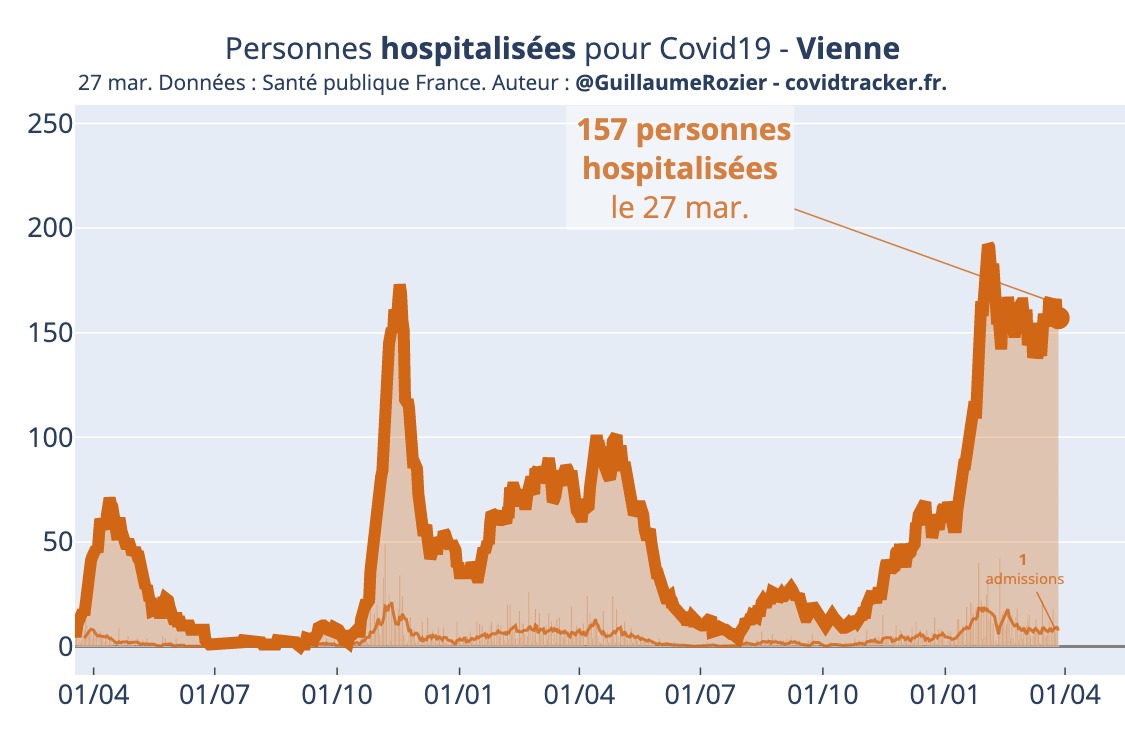 Personnes hospitalisées pour Covid19 - Vienne
27 mar. Données : Santé publique France. Auteur : @GuillaumeRozier - covidtracker.fr.
250
157 personnes
hospitalisées
le 27 mar.
200
150
100
50
1
admissions
0
01/04 01/07 01/10 01/01 01/04 01/07 01/10 01/01 01/04